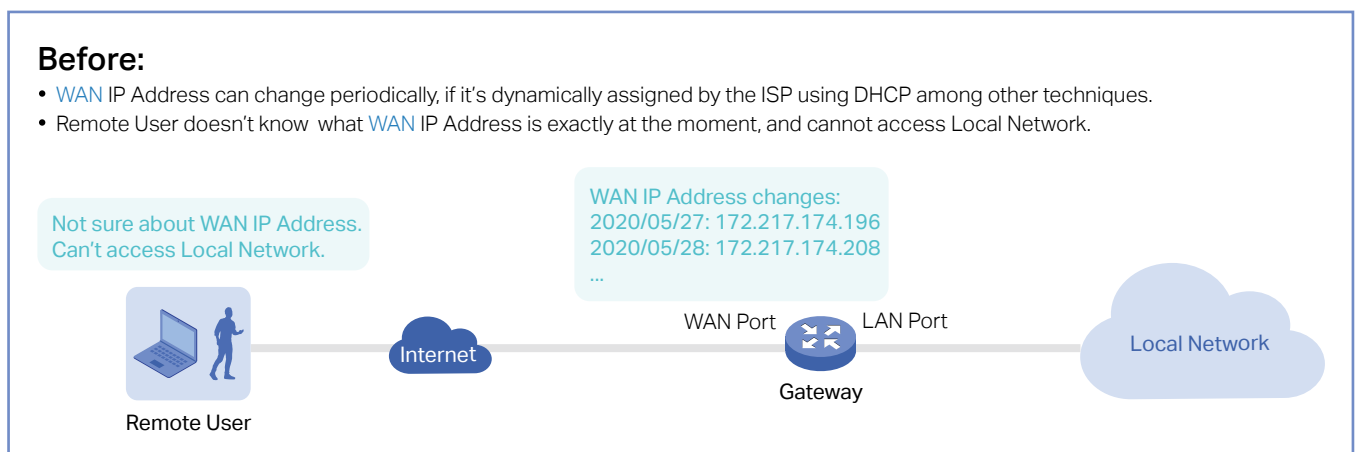 Before:
• WAN IP Address can change periodically, if it's dynamically assigned by the ISP using DHCP among other techniques.
• Remote User doesn't know what WAN IP Address is exactly at the moment, and cannot access Local Network.
Not sure about WAN IP Address.
Can't access Local Network.
WAN IP Address changes:
2020/05/27: 172.217.174.196
2020/05/28: 172.217.174.208
...
WAN Port
LAN Port
Internet
Local Network
Gateway
Remote User